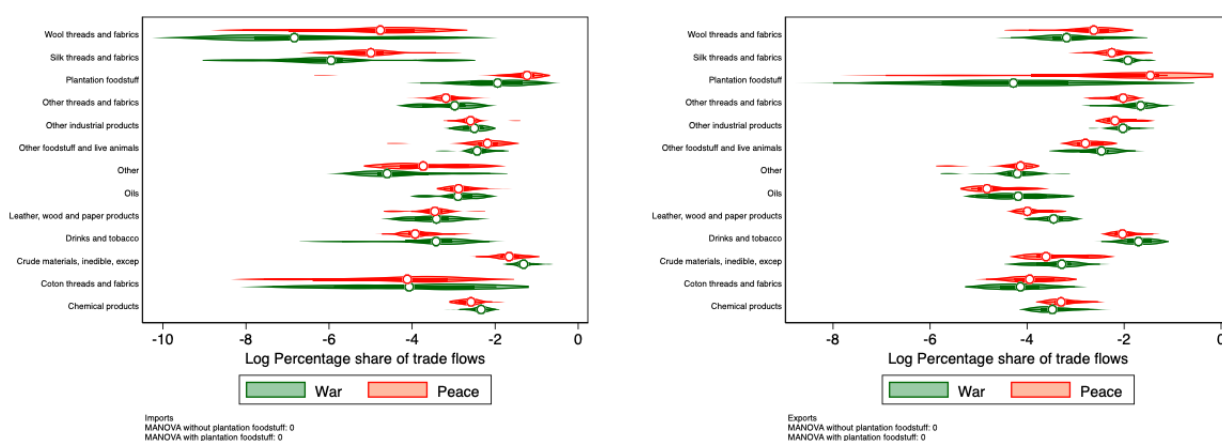 Wool threads and fabrics
Silk threads and fabrics
Plantation foodstuff
Other threads and fabrics
Other industrial products
Other foodstuff and live animals
Other
Oils
Leather, wood and paper products
Drinks and tobacco
Crude materials, inedible, excep
Coton threads and fabrics
Chemical products
-10 -8 -6 -4 -2 0
Log Percentage share of trade flows
War Peace
Imports
MANOVA without plantation foodstuff: 0
MANOVA with plantation foodstuff: 0
Wool threads and fabrics
Silk threads and fabrics
Plantation foodstuff
Other threads and fabrics
Other industrial products
Other foodstuff and live animals
Other
Oils
Leather, wood and paper products
Drinks and tobacco
Crude materials, inedible, excep
Coton threads and fabrics
Chemical products
-8 -6 -4 -2 0
Log Percentage share of trade flows
War Peace
Exports
MANOVA without plantation foodstuff: 0
MANOVA with plantation foodstuff: 0